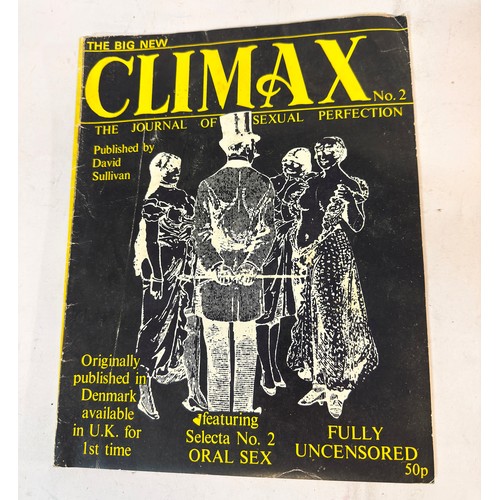 THE BIG NEW
CLIMAX No. 2
THE JOURNAL OF SEXUAL PERFECTION
Published by
David
Sullivan
Originally
published in
Denmark
available
in U.K. for
1st time
featuring
Selecta No. 2
ORAL SEX
FULLY
UNCENSORED
50p